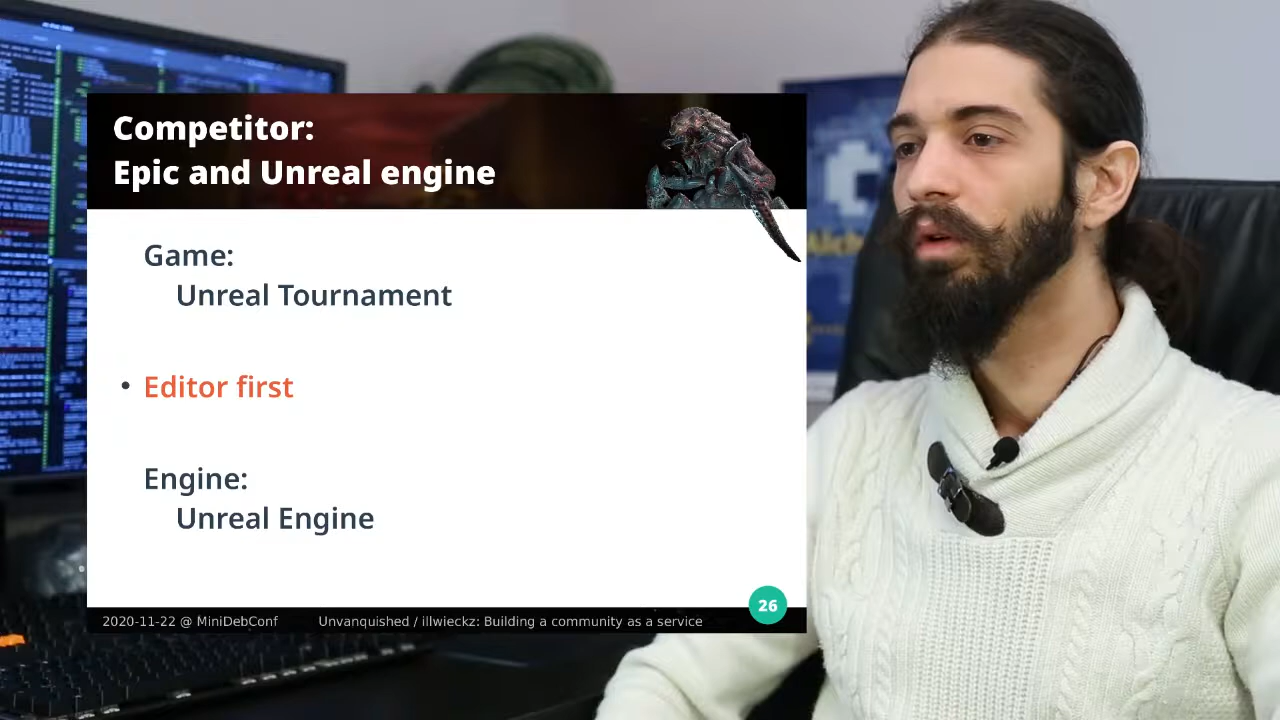 Competitor:
Epic and Unreal engine
Game:
Unreal Tournament
• Editor first
Engine:
Unreal Engine
26
2020-11-22 @ MiniDebConf
Unvanquished / illwieckz: Building a community as a service